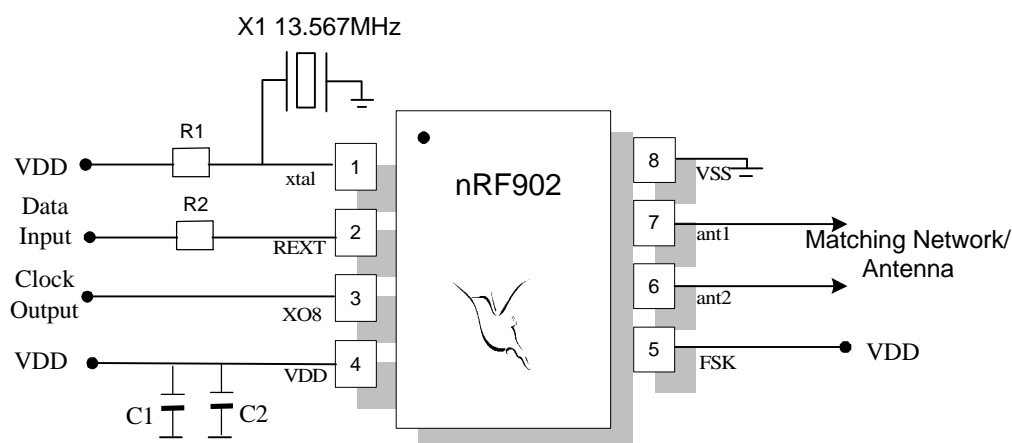 X1 13.567MHz
R1
VDD
xtal
1
nRF902
8
VSS
Data
Input
R2
REXT
2
7
ant1
Matching Network/
Antenna
Clock
Output
XO8
3
6
ant2
VDD
VDD
4
5
FSK
VDD
C1
C2